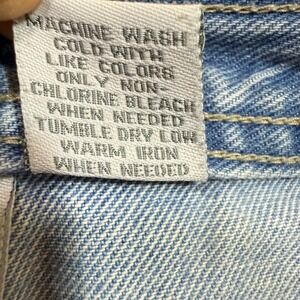 MACHINE WASH
COLD WITH
LIKE COLORS
ONLY NON-
CHLORINE BLEACH
WHEN NEEDED
TUMBLE DRY LOW
WARM IRON
WHEN NEEDED